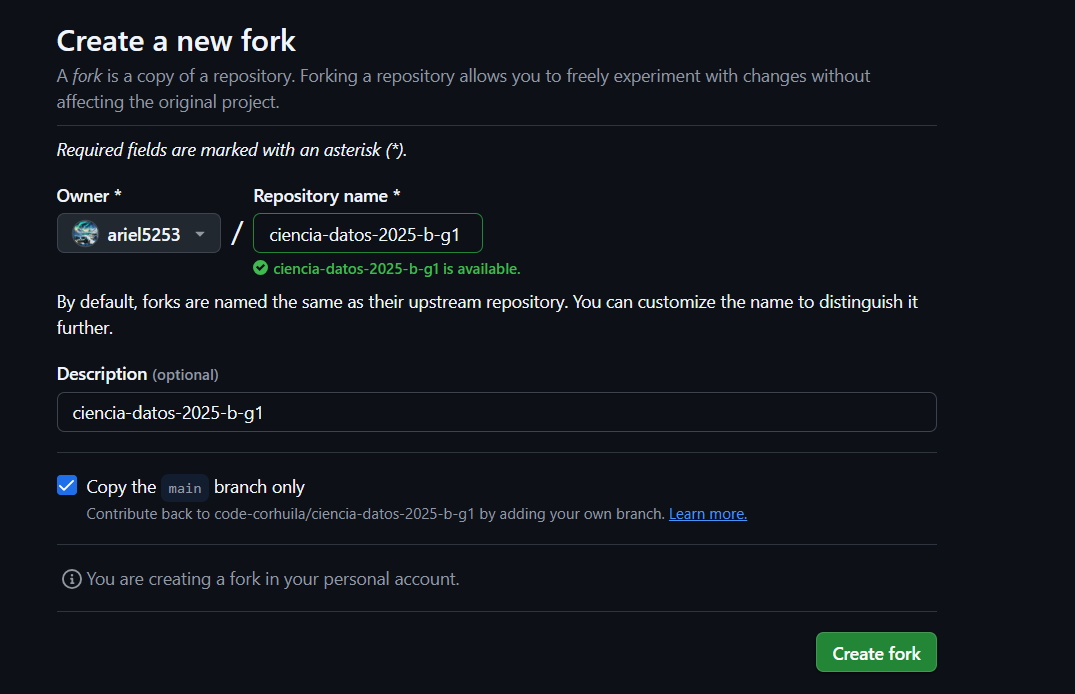 Create a new fork
A fork is a copy of a repository. Forking a repository allows you to freely experiment with changes without
affecting the original project.
Required fields are marked with an asterisk (*).
Owner *
Repository name *
ariel5253 / ciencia-datos-2025-b-g1
ciencia-datos-2025-b-g1 is available.
By default, forks are named the same as their upstream repository. You can customize the name to distinguish it
further.
Description (optional)
ciencia-datos-2025-b-g1
Copy the main branch only
Contribute back to code-corhuila/ciencia-datos-2025-b-g1 by adding your own branch. Learn more.
You are creating a fork in your personal account.
Create fork